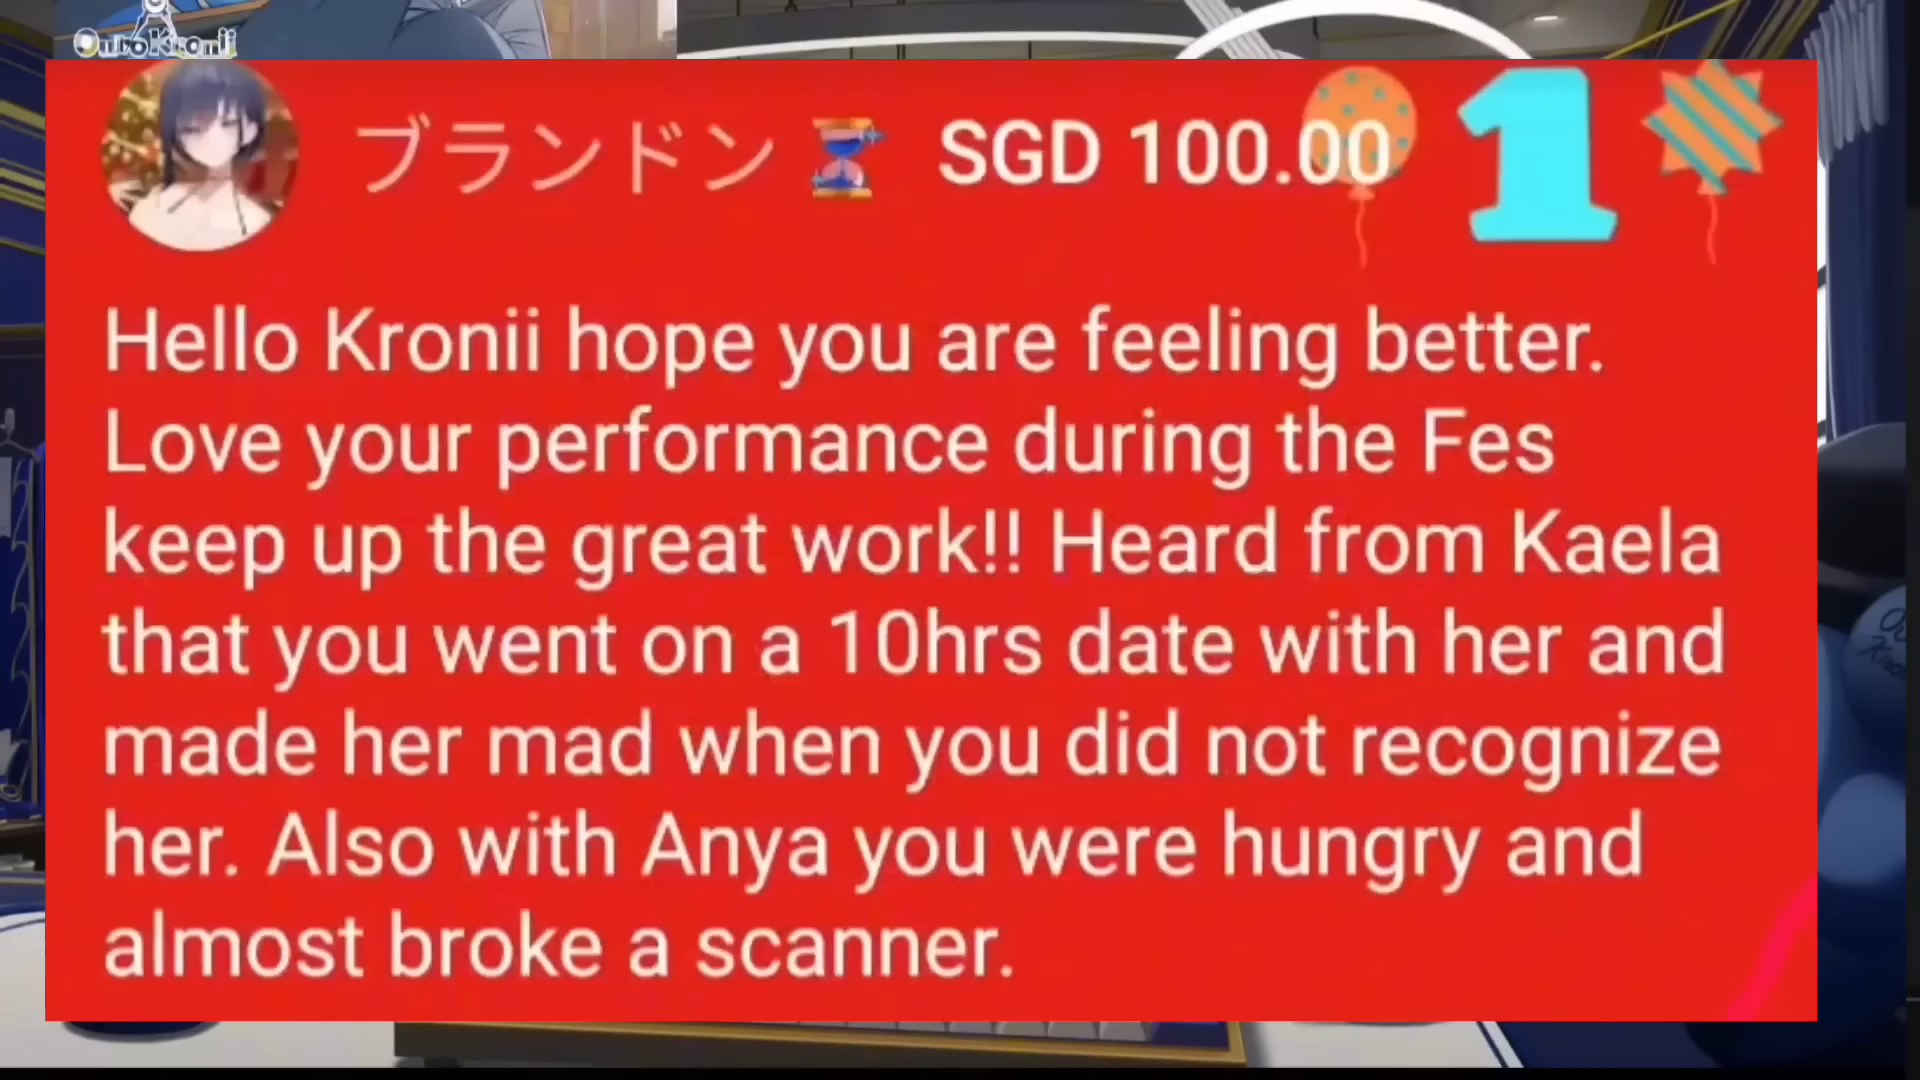 Ouro Kronii
ブランドン⏳ SGD 100.00 1
Hello Kronii hope you are feeling better.
Love your performance during the Fes
keep up the great work!! Heard from Kaela
that you went on a 10hrs date with her and
made her mad when you did not recognize
her. Also with Anya you were hungry and
almost broke a scanner.